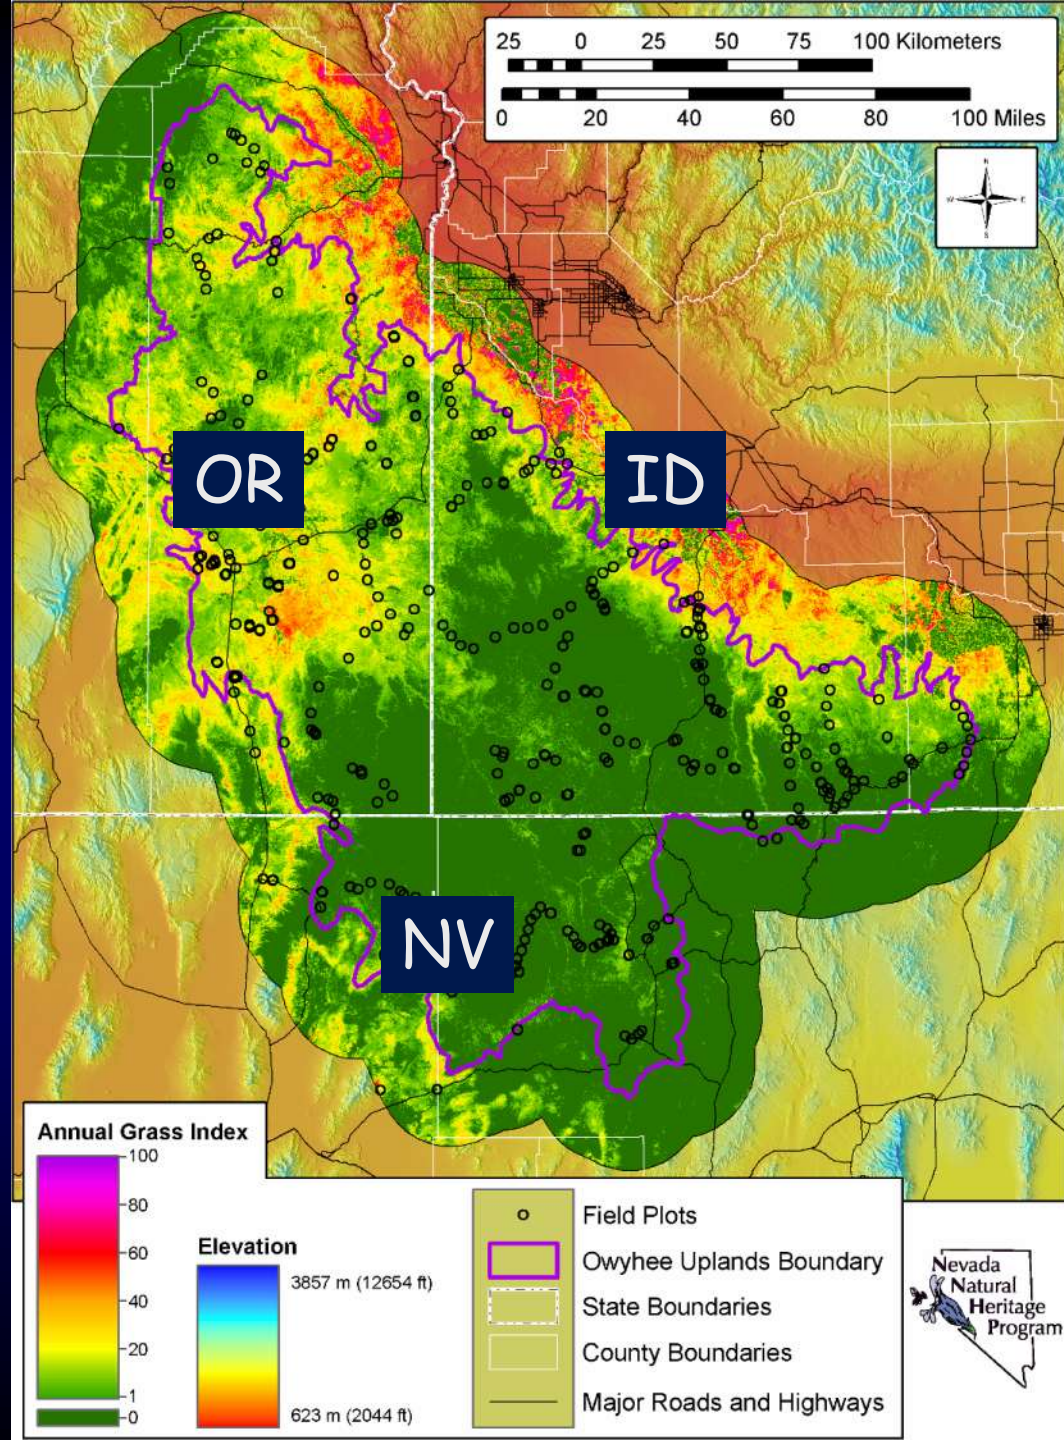 25 0 25 50 75 100 Kilometers
0 20 40 60 80 100 Miles
N
W E
S
OR
ID
NV
Annual Grass Index
100
80
60
40
20
1
0
Elevation
3857 m (12654 ft)
623 m (2044 ft)
Field Plots
Owyhee Uplands Boundary
State Boundaries
County Boundaries
Major Roads and Highways
Nevada
Natural
Heritage
Program